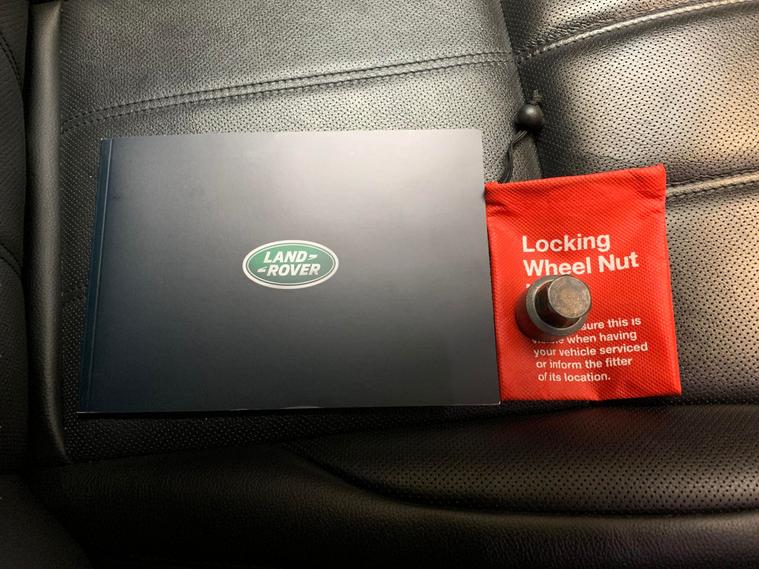 LAND
ROVER
Locking
Wheel Nut
sure this is
when having
your vehicle serviced
or inform the fitter
of its location.